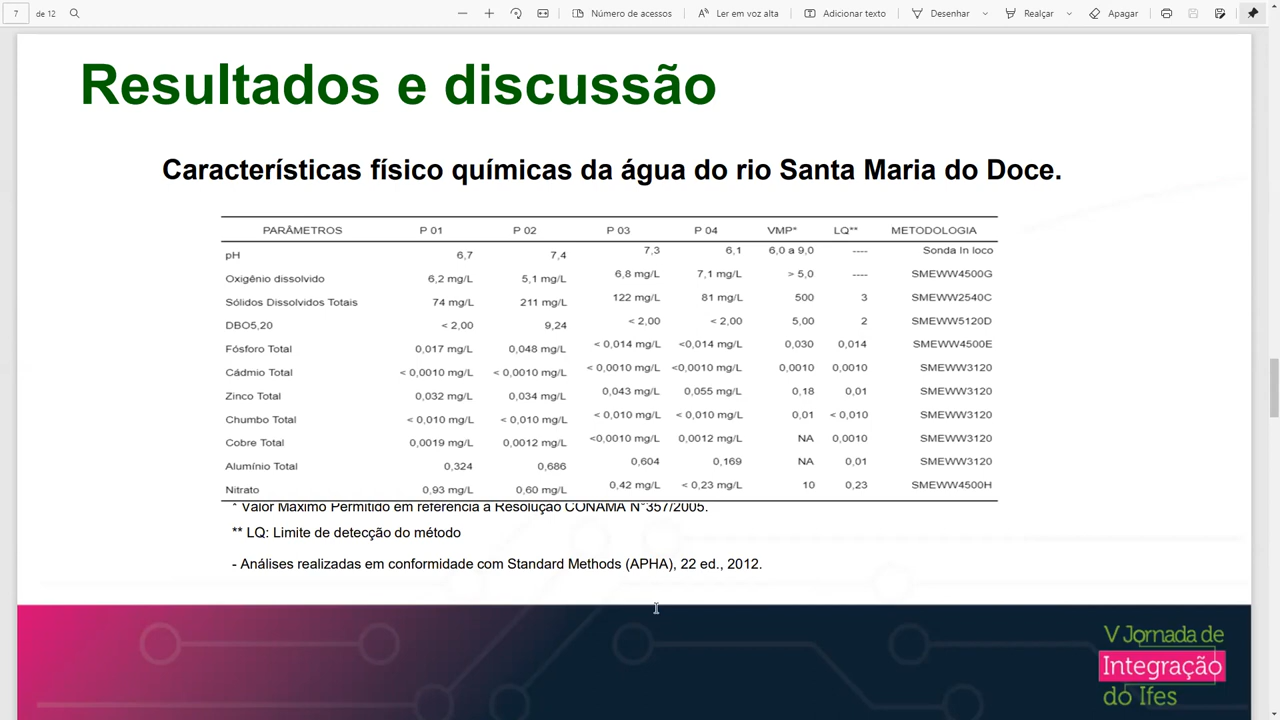 7 de 12 Número de acessos Ler em voz alta Adicionar texto Desenhar Realçar Apagar
Resultados e discussão
Características físico químicas da água do rio Santa Maria do Doce.
PARÂMETROS P 01 P 02 P 03 P 04 VMP* LQ** METODOLOGIA
pH 6,7 7,4 7,3 6,1 6,0 a 9,0 ---- Sonda In loco
Oxigênio dissolvido 6,2 mg/L 5,1 mg/L 6,8 mg/L 7,1 mg/L > 5,0 ---- SMEWW4500G
Sólidos Dissolvidos Totais 74 mg/L 211 mg/L 122 mg/L 81 mg/L 500 3 SMEWW2540C
DBO5,20 < 2,00 9,24 < 2,00 < 2,00 5,00 2 SMEWW5120D
Fósforo Total 0,017 mg/L 0,048 mg/L < 0,014 mg/L <0,014 mg/L 0,030 0,014 SMEWW4500E
Cádmio Total < 0,0010 mg/L < 0,0010 mg/L < 0,0010 mg/L <0,0010 mg/L 0,0010 0,0010 SMEWW3120
Zinco Total 0,032 mg/L 0,034 mg/L 0,043 mg/L 0,055 mg/L 0,18 0,01 SMEWW3120
Chumbo Total < 0,010 mg/L < 0,010 mg/L < 0,010 mg/L < 0,010 mg/L 0,01 < 0,010 SMEWW3120
Cobre Total 0,0019 mg/L 0,0012 mg/L <0,0010 mg/L 0,0012 mg/L NA 0,0010 SMEWW3120
Alumínio Total 0,324 0,686 0,604 0,169 NA 0,01 SMEWW3120
Nitrato 0,93 mg/L 0,60 mg/L 0,42 mg/L < 0,23 mg/L 10 0,23 SMEWW4500H
* Valor Máximo Permitido em referência a Resolução CONAMA N°357/2005.
** LQ: Limite de detecção do método
- Análises realizadas em conformidade com Standard Methods (APHA), 22 ed., 2012.
V Jornada de
Integração
do Ifes